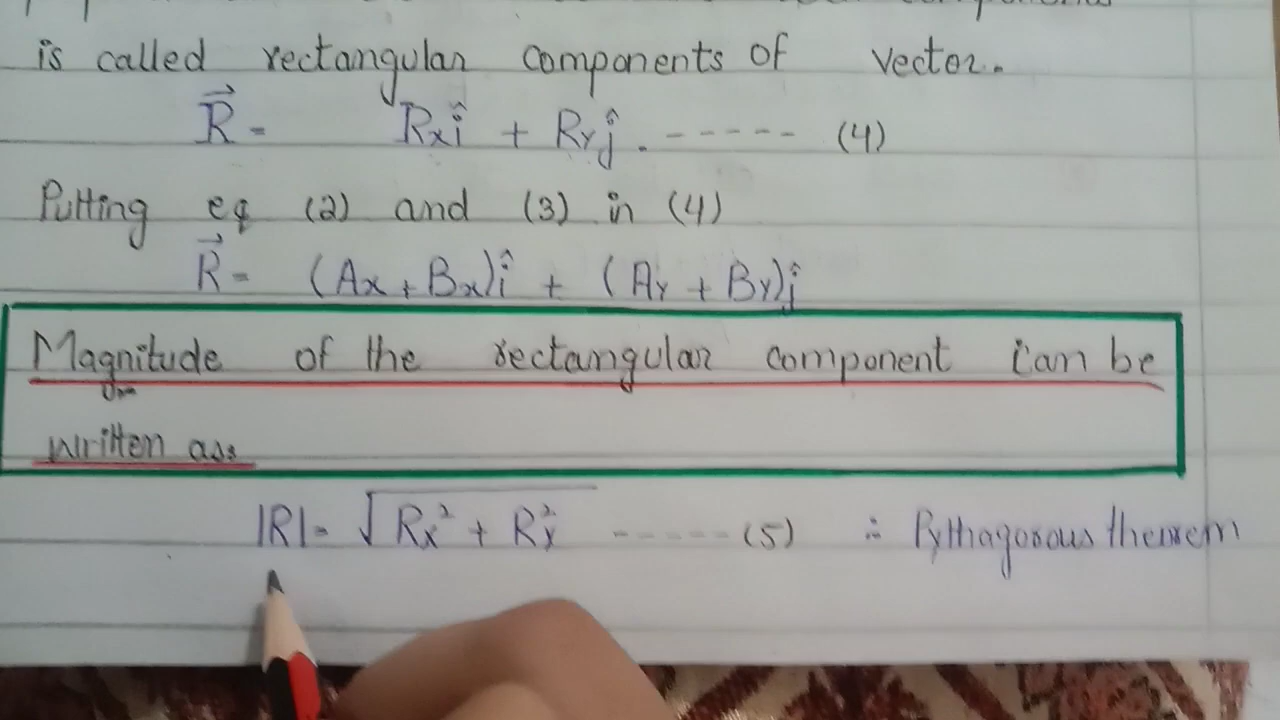 is called rectangular components of vector.
R⃗ = Rxî + Ryĵ. ----- (4)
Putting eq (2) and (3) in (4)
R⃗ = (Ax + Bx)î + (Ay + By)ĵ
Magnitude of the rectangular component can be
written as:
|R| = √Rx² + Ry² ----- (5) ∴ Pythagorous theorem